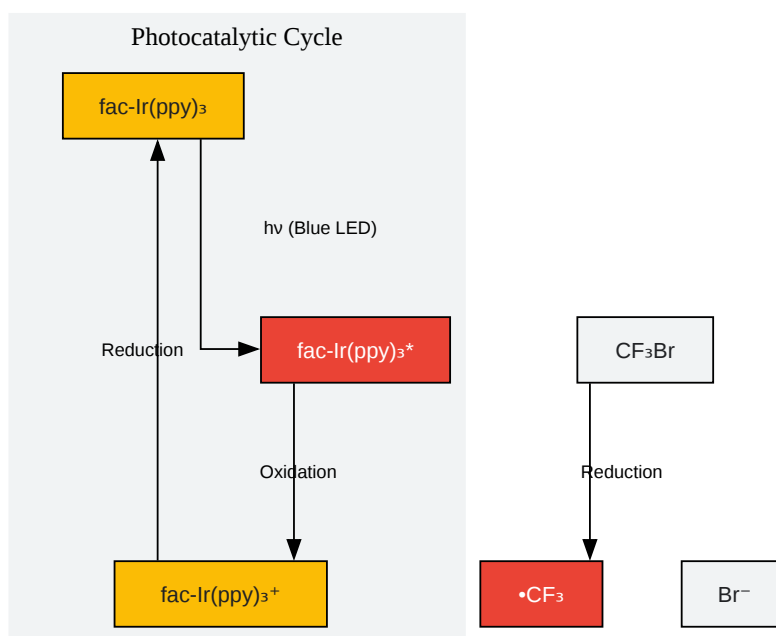 Photocatalytic Cycle
fac-Ir(ppy)₃
hν (Blue LED)
Reduction
fac-Ir(ppy)₃*
CF₃Br
Oxidation
Reduction
fac-Ir(ppy)₃⁺
•CF₃
Br⁻